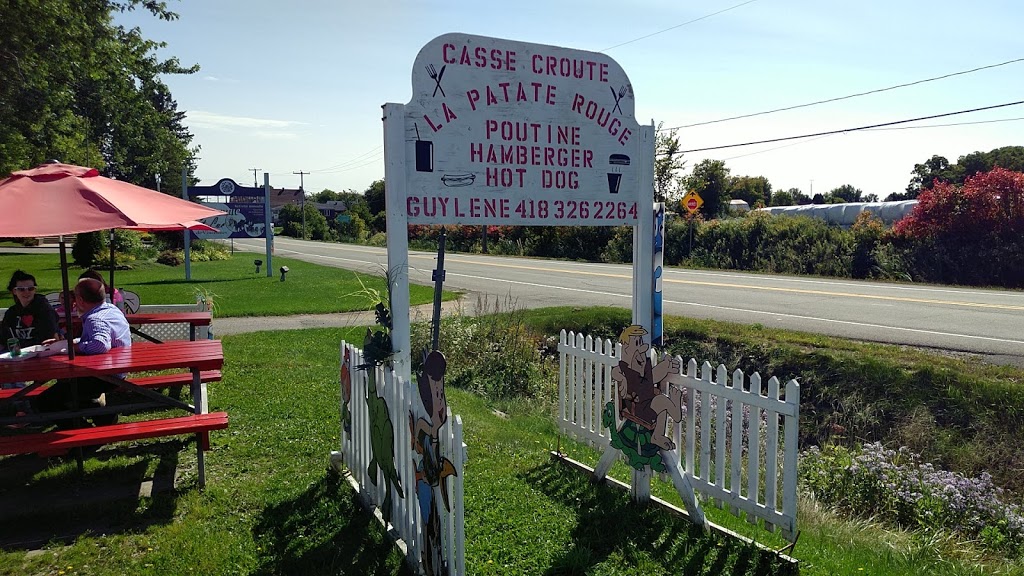 CASSE CROUTE
LA PATATE ROUGE
POUTINE
HAMBERGER
HOT DOG
GUYLENE 418 326 2264